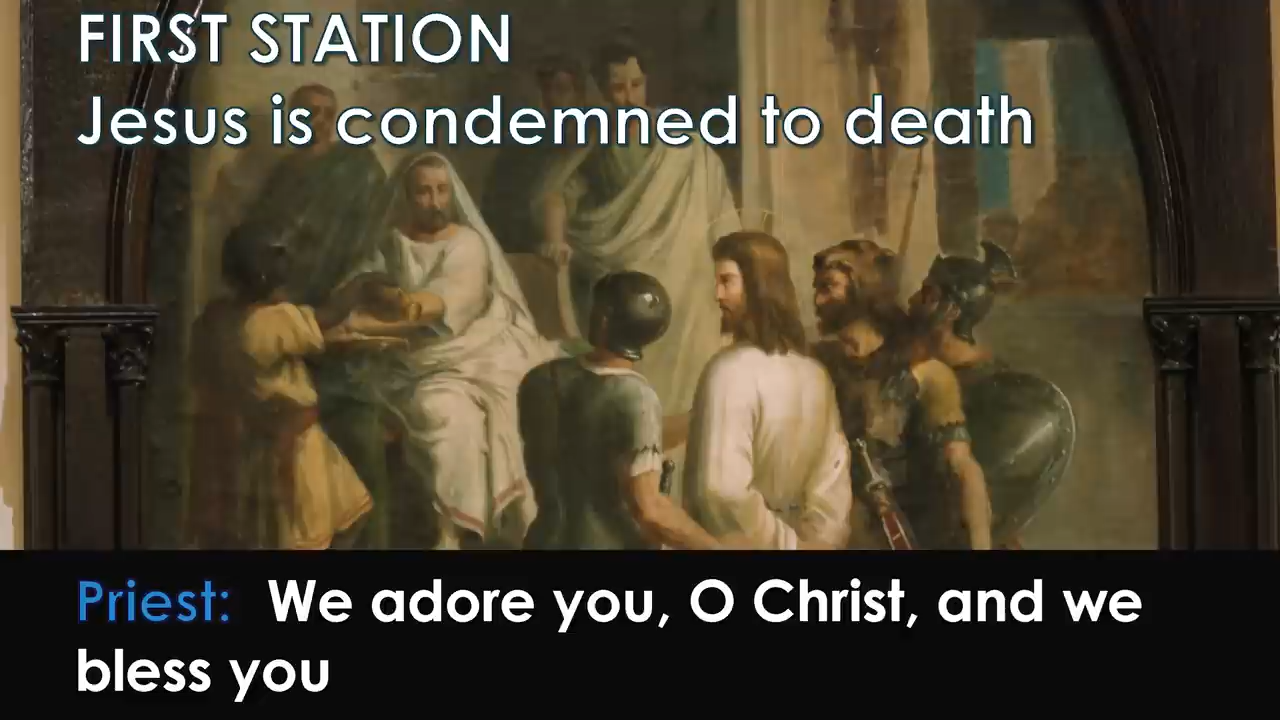 FIRST STATION
Jesus is condemned to death
Priest: We adore you, O Christ, and we
bless you